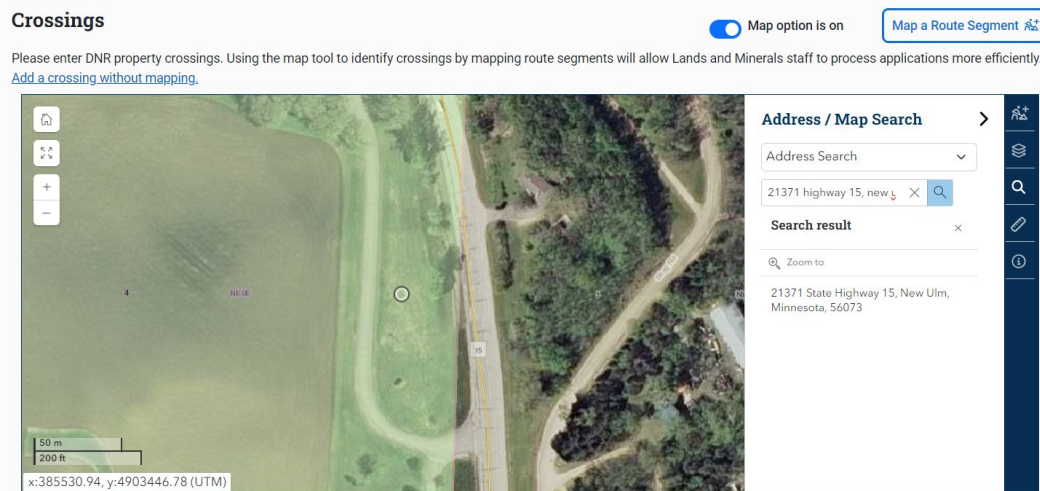 Crossings
Map option is on
Map a Route Segment
Please enter DNR property crossings. Using the map tool to identify crossings by mapping route segments will allow Lands and Minerals staff to process applications more efficiently.
Add a crossing without mapping.
Address / Map Search
Address Search
21371 highway 15, new u
Search result
Zoom to
21371 State Highway 15, New Ulm,
Minnesota, 56073
4
NESE
3
15
50 m
200 ft
x:385530.94, y:4903446.78 (UTM)